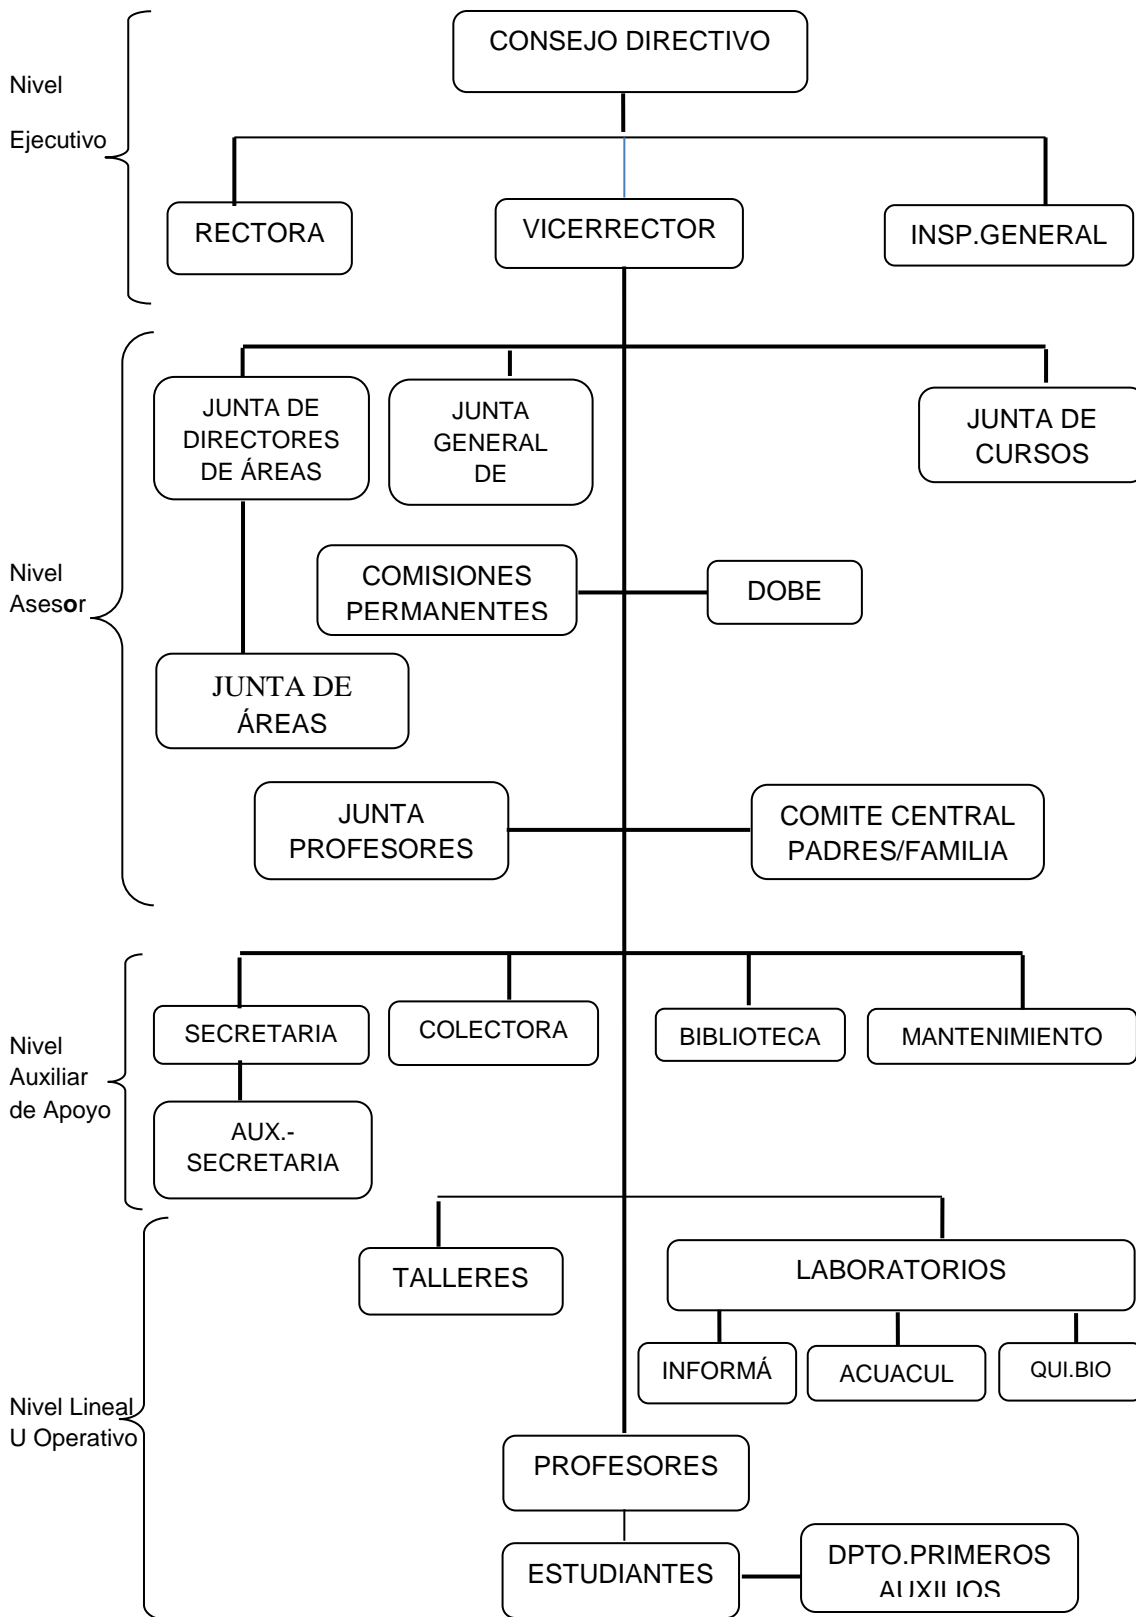 CONSEJO DIRECTIVO
Nivel
Ejecutivo
RECTORA
VICERRECTOR
INSP.GENERAL
JUNTA DE
DIRECTORES
DE ÁREAS
JUNTA
GENERAL
DE
JUNTA DE
CURSOS
Nivel
Asesor
COMISIONES
PERMANENTES
DOBE
JUNTA DE
ÁREAS
JUNTA
PROFESORES
COMITE CENTRAL
PADRES/FAMILIA
Nivel
Auxiliar
de Apoyo
SECRETARIA
COLECTORA
BIBLIOTECA
MANTENIMIENTO
AUX.-
SECRETARIA
TALLERES
LABORATORIOS
INFORMÁ
ACUACUL
QUI.BIO
Nivel Lineal
U Operativo
PROFESORES
ESTUDIANTES
DPTO.PRIMEROS
AUXILIOS